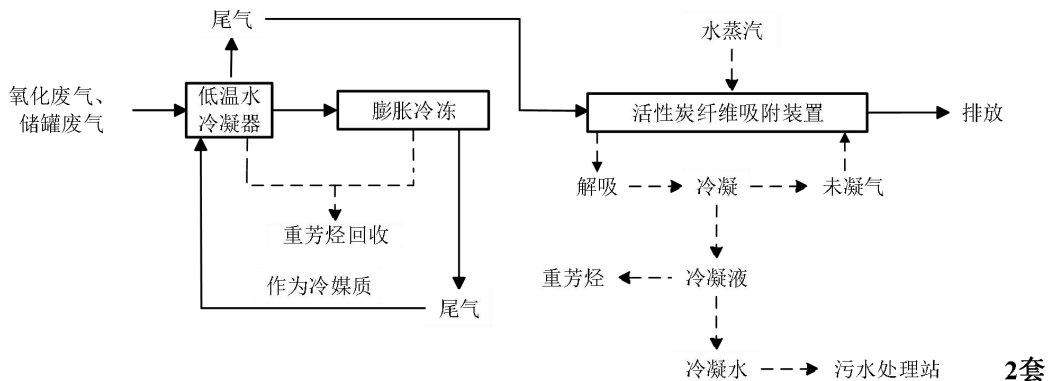 尾气
水蒸汽
氧化废气、
储罐废气
低温水
冷凝器
膨胀冷冻
活性炭纤维吸附装置
排放
解吸
冷凝
未凝气
重芳烃回收
作为冷媒质
尾气
重芳烃
冷凝液
冷凝水
污水处理站
2套